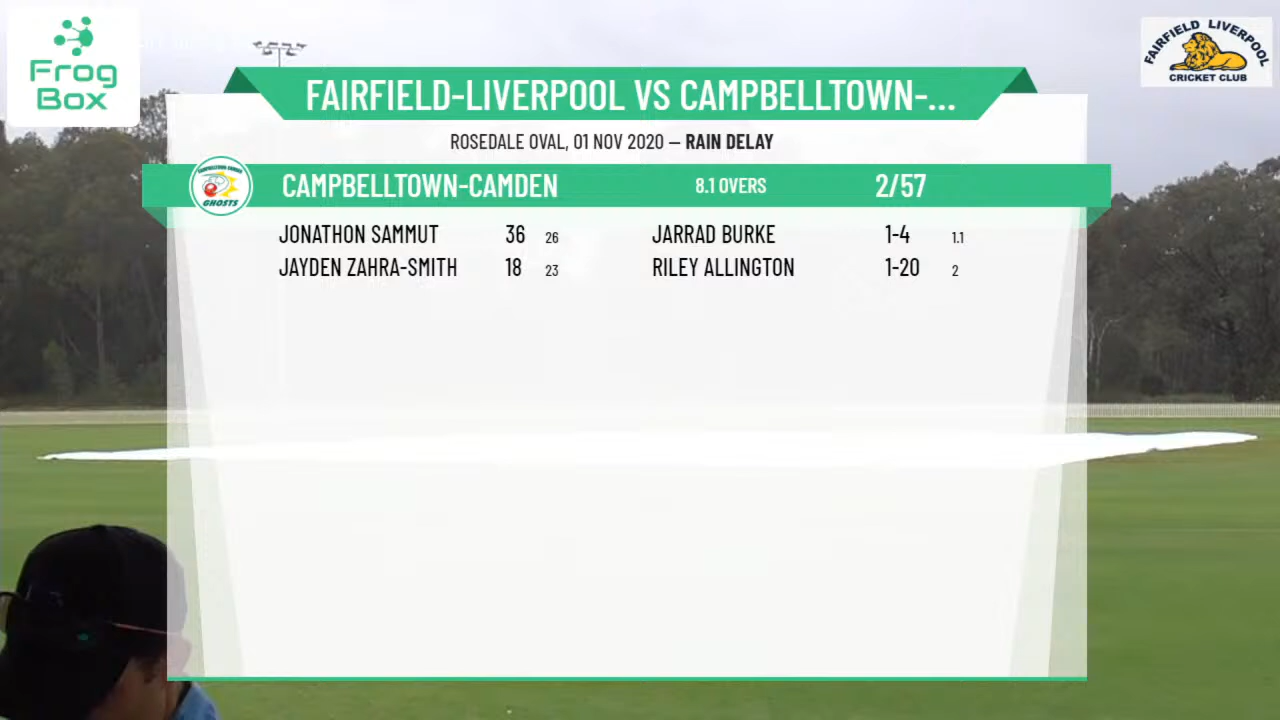 Frog
Box
FAIRFIELD LIVERPOOL
CRICKET CLUB
FAIRFIELD-LIVERPOOL VS CAMPBELLTOWN-...
ROSEDALE OVAL, 01 NOV 2020 – RAIN DELAY
GHOSTS
CAMPBELLTOWN-CAMDEN 8.1 OVERS 2/57
JONATHON SAMMUT 36 26 JARRAD BURKE 1-4 1.1
JAYDEN ZAHRA-SMITH 18 23 RILEY ALLINGTON 1-20 2